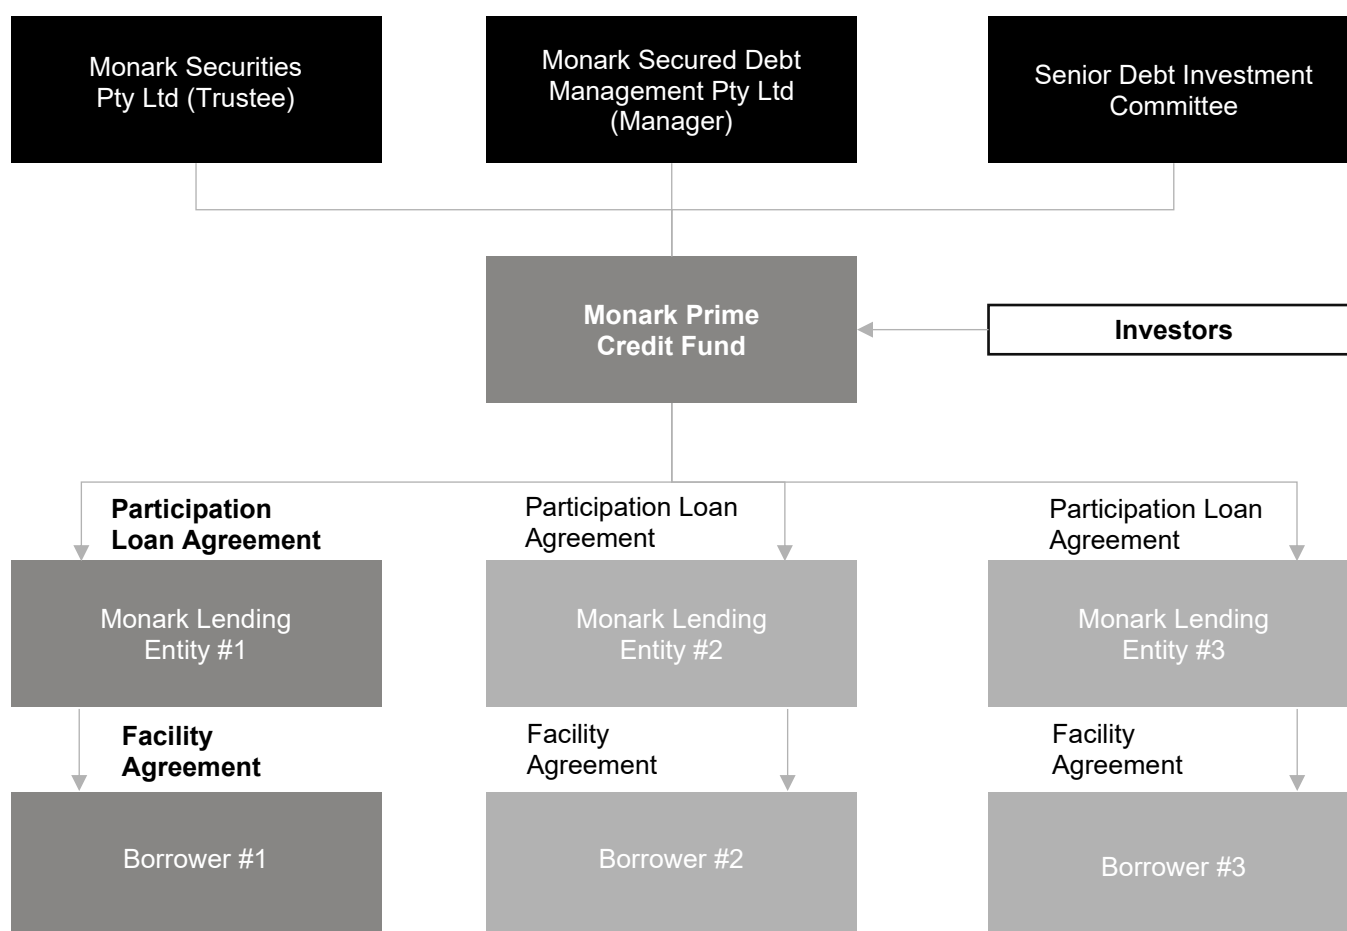 Monark Securities
Pty Ltd (Trustee)
Monark Secured Debt
Management Pty Ltd
(Manager)
Senior Debt Investment
Committee
Monark Prime
Credit Fund
Investors
Participation
Loan Agreement
Participation Loan
Agreement
Participation Loan
Agreement
Monark Lending
Entity #1
Monark Lending
Entity #2
Monark Lending
Entity #3
Facility
Agreement
Facility
Agreement
Facility
Agreement
Borrower #1
Borrower #2
Borrower #3